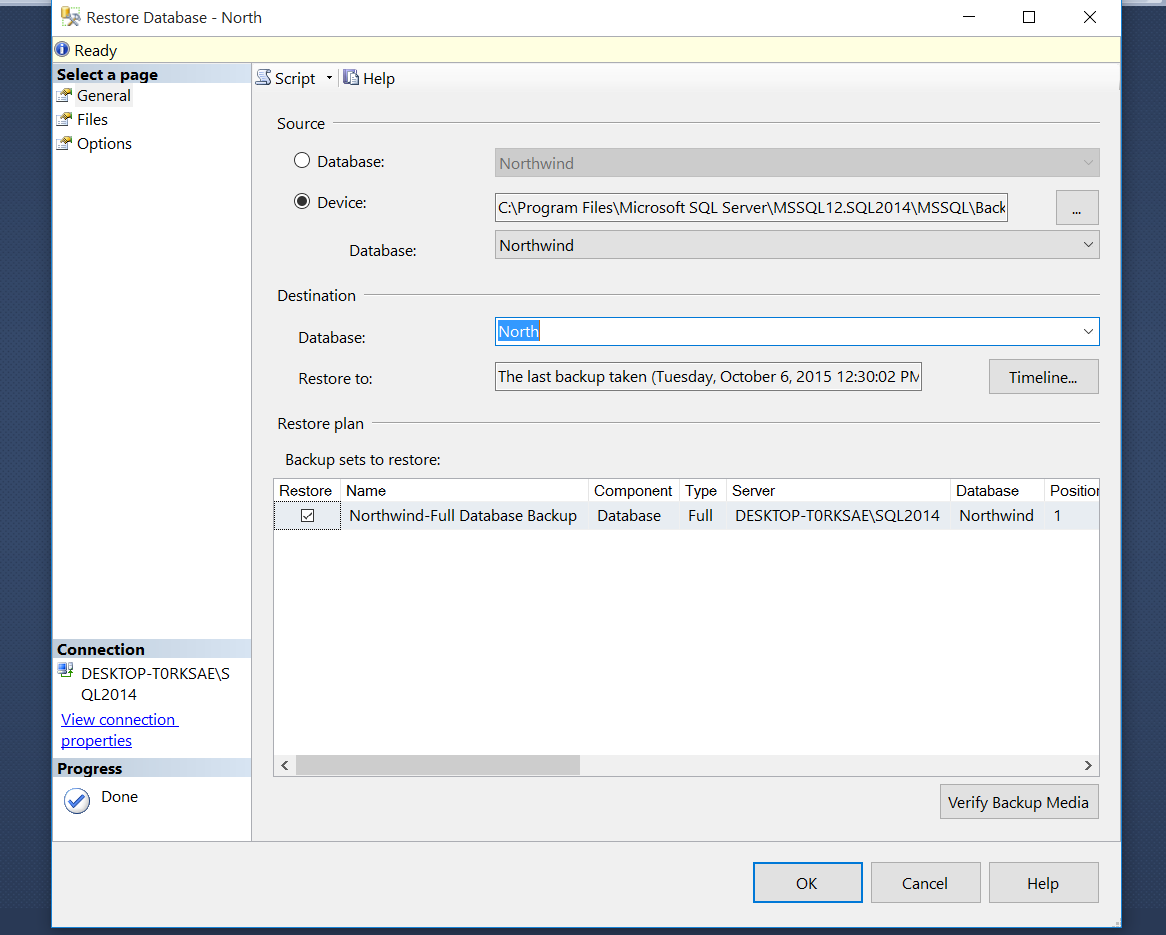 Restore Database - North
Ready
Select a page
General
Files
Options
Script
Help
Source
Database:
Northwind
Device:
C:\Program Files\Microsoft SQL Server\MSSQL12.SQL2014\MSSQL\Back
...
Database:
Northwind
Destination
Database:
North
Restore to:
The last backup taken (Tuesday, October 6, 2015 12:30:02 PM
Timeline...
Restore plan
Backup sets to restore:
Restore Name Component Type Server Database Position
Northwind-Full Database Backup Database Full DESKTOP-T0RKSAE\SQL2014 Northwind 1
Connection
DESKTOP-T0RKSAE\S
QL2014
View connection
properties
Progress
Done
Verify Backup Media
OK
Cancel
Help